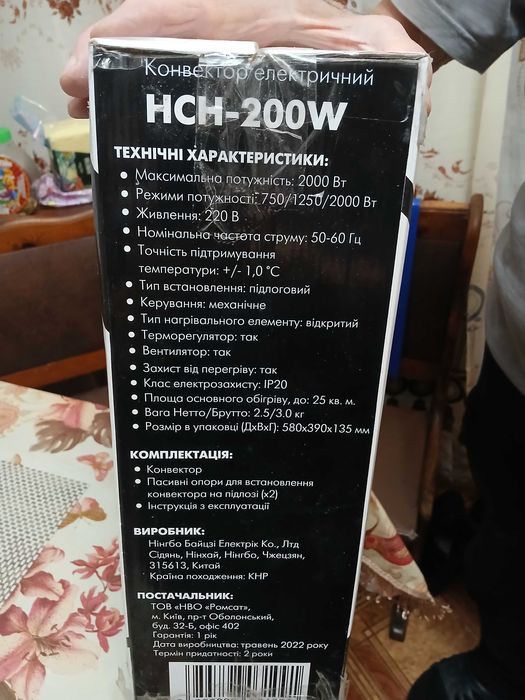 Конвектор електричний
HCH-200W
ТЕХНІЧНІ ХАРАКТЕРИСТИКИ:
• Максимальна потужність: 2000 Вт
• Режими потужності: 750/1250/2000 Вт
• Живлення: 220 В
• Номінальна частота струму: 50-60 Гц
• Точність підтримування
температури: +/- 1,0 °C
• Тип встановлення: підлоговий
• Керування: механічне
• Тип нагрівального елементу: відкритий
• Терморегулятор: так
• Вентилятор: так
• Захист від перегріву: так
• Клас електрозахисту: IP20
• Площа основного обігріву, до: 25 кв. м.
• Вага Нетто/Брутто: 2.5/3.0 кг
• Розмір в упаковці (ДхВхГ): 580х390х135 мм
КОМПЛЕКТАЦІЯ:
• Конвектор
• Пасивні опори для встановлення
конвектора на підлозі (х2)
• Інструкція з експлуатації
ВИРОБНИК:
Нінгбо Байцзі Електрік Ко., Лтд
Сідянь, Нінхай, Нінгбо, Чжецзян,
315613, Китай
Країна походження: КНР
ПОСТАЧАЛЬНИК:
ТОВ «НВО «Ромсат»,
м. Київ, пр-т Оболонський,
буд. 32-Б, офіс 402
Гарантія: 1 рік
Дата виробництва: травень 2022 року
Термін придатності: 2 роки